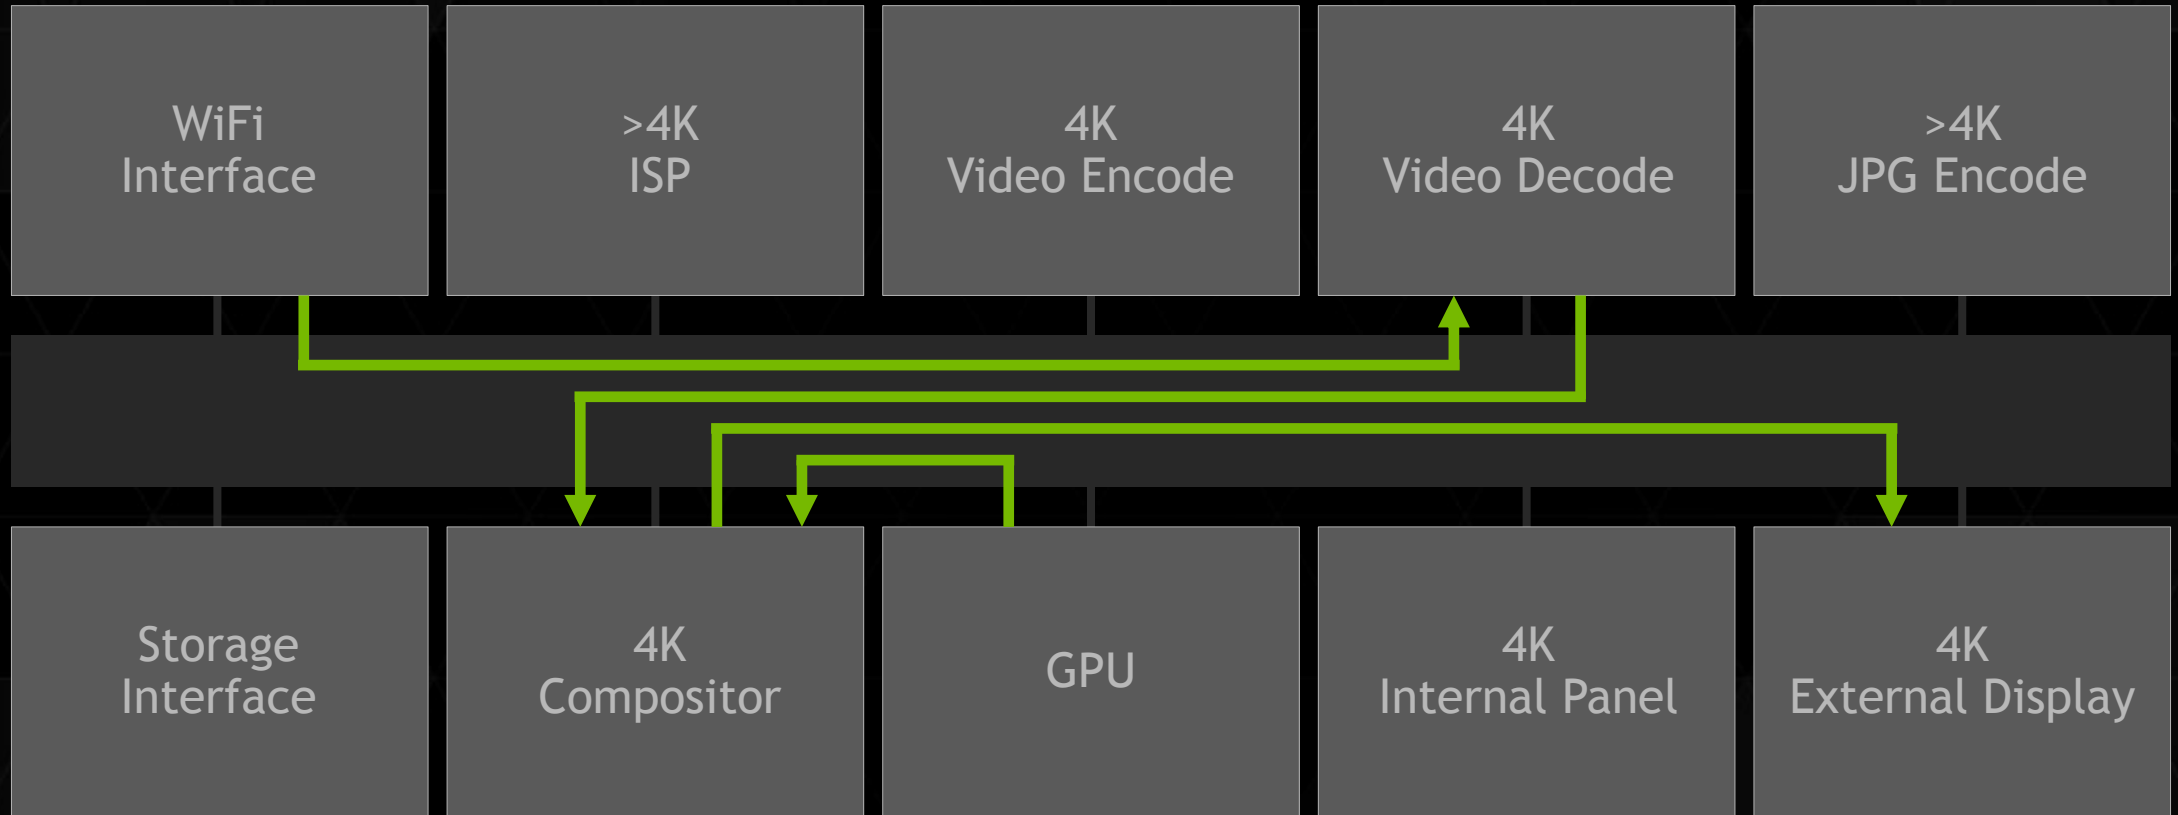 WiFi
Interface
>4K
ISP
4K
Video Encode
4K
Video Decode
>4K
JPG Encode
Storage
Interface
4K
Compositor
GPU
4K
Internal Panel
4K
External Display